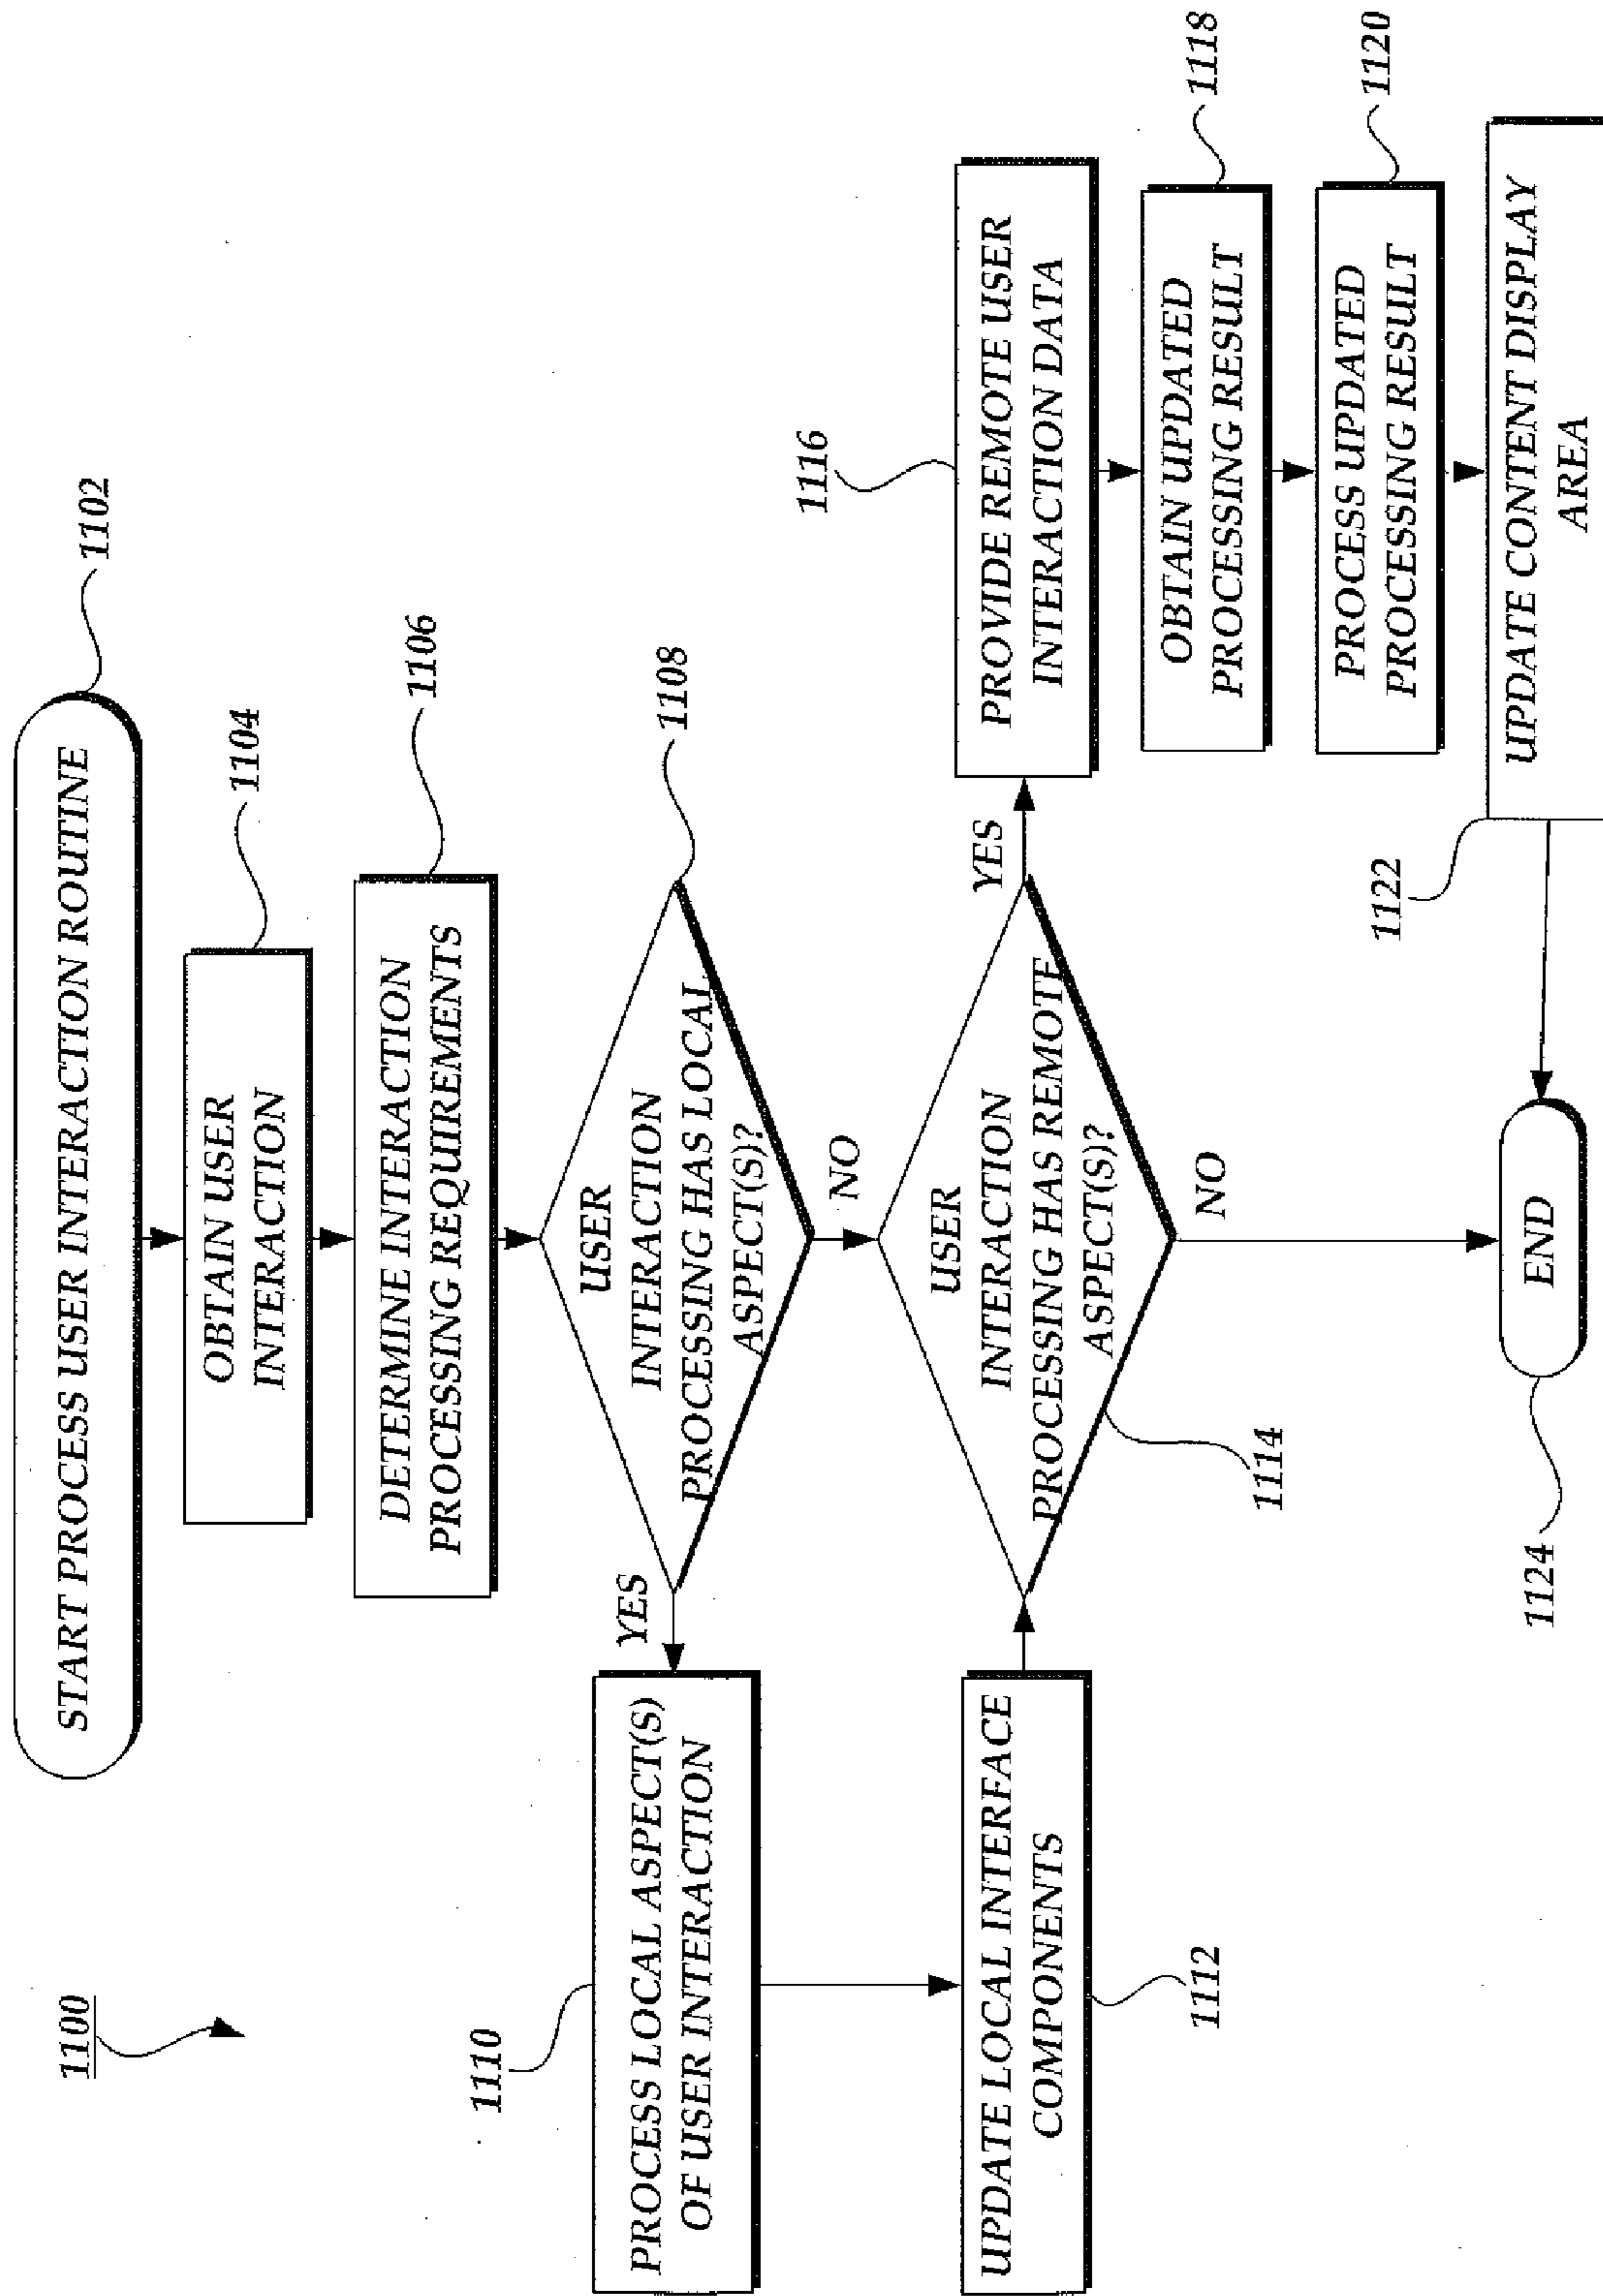 1100
START PROCESS USER INTERACTION ROUTINE
1102
OBTAIN USER
INTERACTION
1104
DETERMINE INTERACTION
PROCESSING REQUIREMENTS
1106
USER
INTERACTION
PROCESSING HAS LOCAL
ASPECT(S)?
1108
YES
NO
1110
PROCESS LOCAL ASPECT(S)
OF USER INTERACTION
UPDATE LOCAL INTERFACE
COMPONENTS
1112
USER
INTERACTION
PROCESSING HAS REMOTE
ASPECT(S)?
1114
YES
NO
1116
PROVIDE REMOTE USER
INTERACTION DATA
OBTAIN UPDATED
PROCESSING RESULT
1118
PROCESS UPDATED
PROCESSING RESULT
1120
UPDATE CONTENT DISPLAY
AREA
1122
END
1124